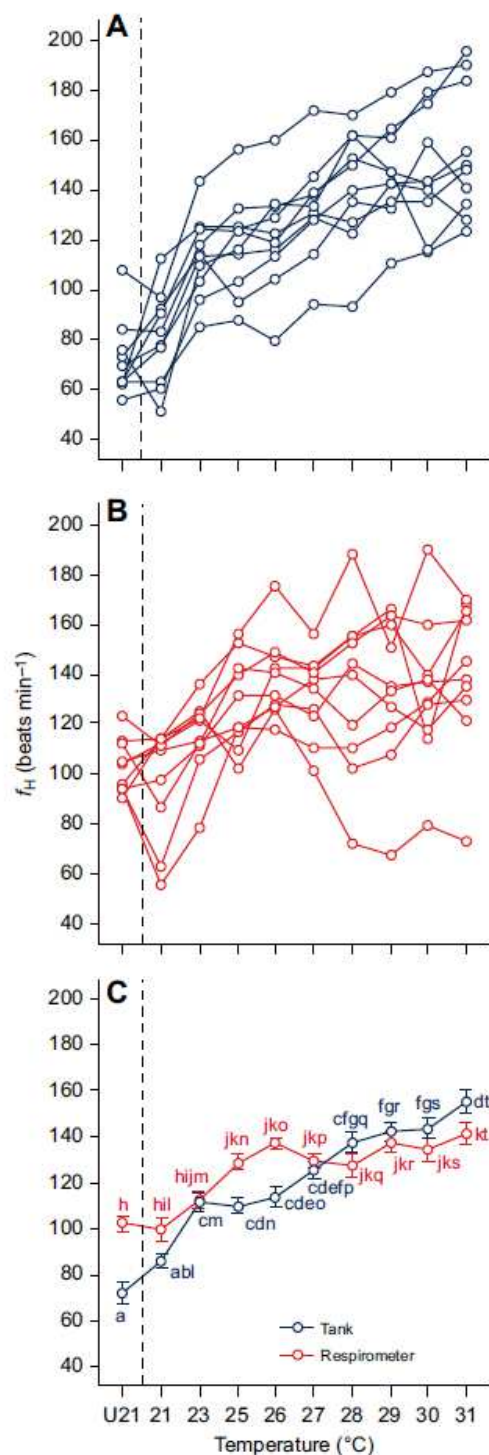 A
200
180
160
140
120
100
80
60
40
B
200
180
160
140
120
100
80
60
40
fH (beats min–1)
C
200
180
160
140
120
100
80
60
40
h hil hijm jkn jko jkp cfgq fgr fgs dt
a abl cm cdn cdeo cdefp jkq jkr jks kt
Tank
Respirometer
U21 21 23 25 26 27 28 29 30 31
Temperature (°C)